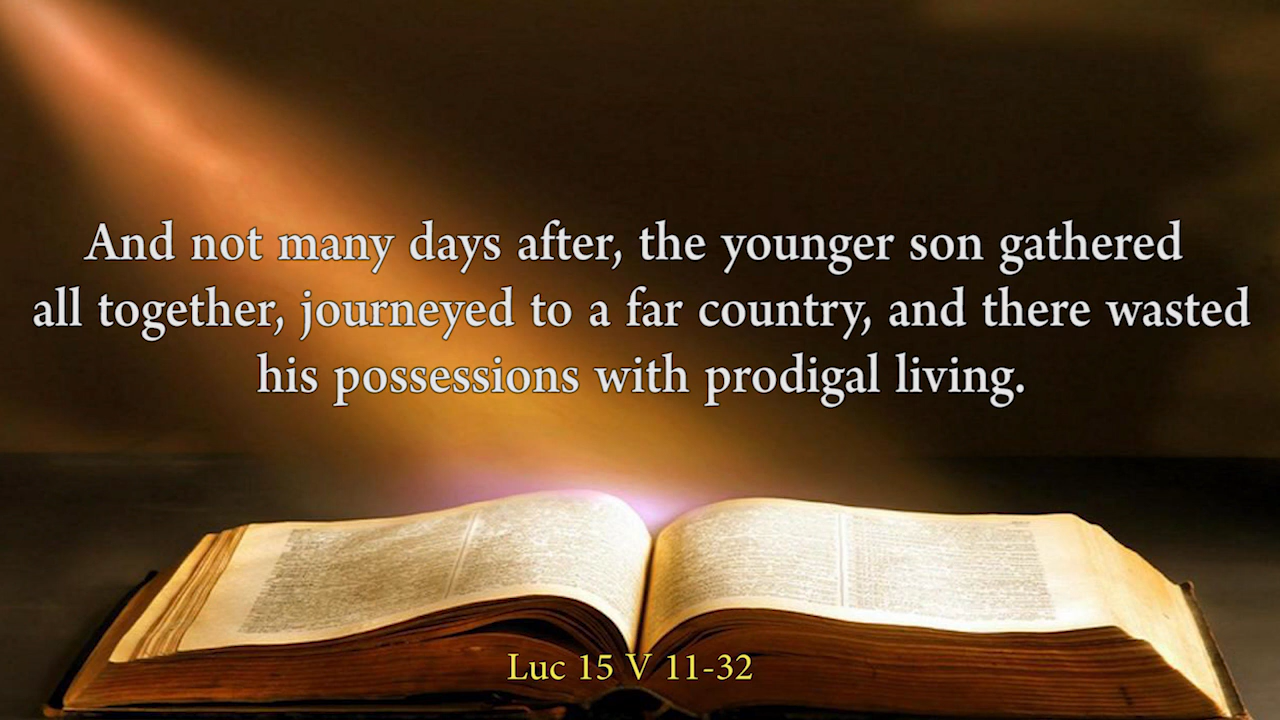 And not many days after, the younger son gathered
all together, journeyed to a far country, and there wasted
his possessions with prodigal living.
Luc 15 V 11-32